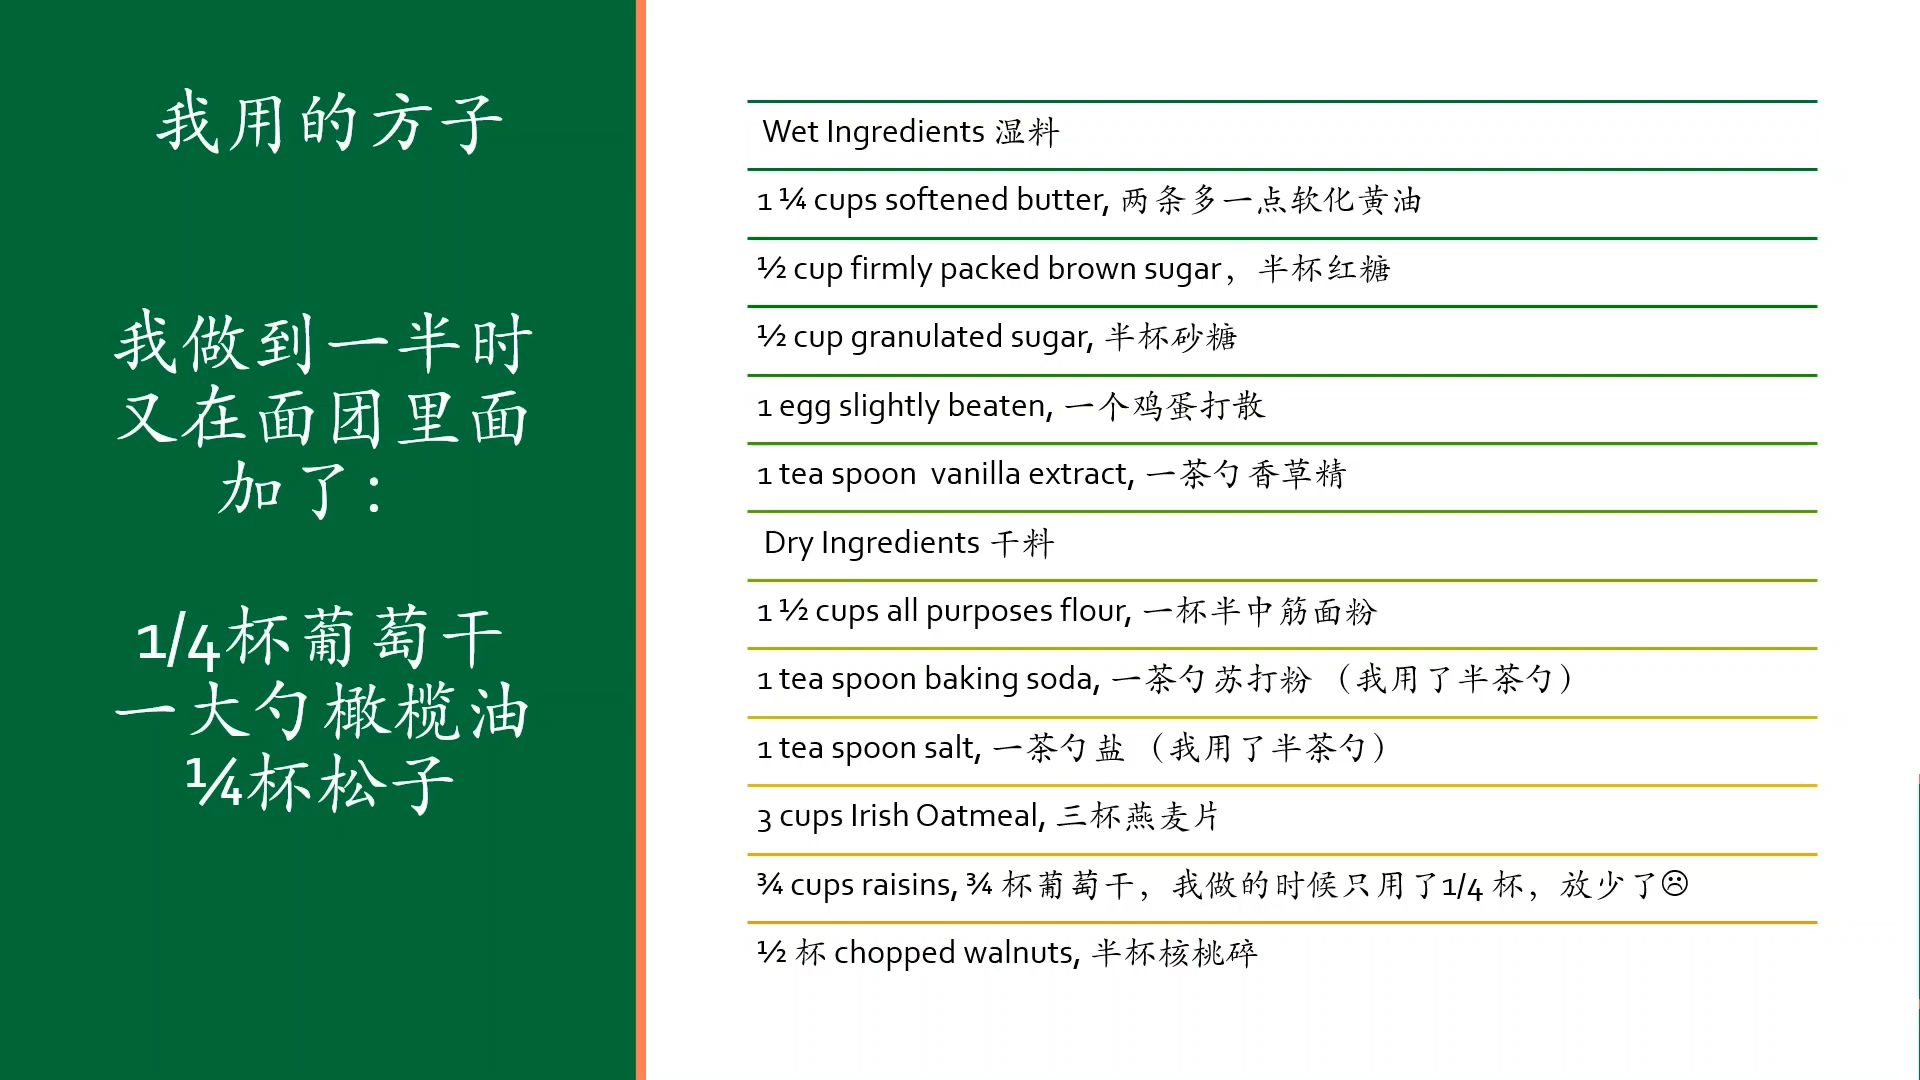 我用的方子
我做到一半时
又在面团里面
加了：
1/4杯葡萄干
一大勺橄榄油
¼杯松子
Wet Ingredients 湿料
1 ¼ cups softened butter, 两条多一点软化黄油
½ cup firmly packed brown sugar，半杯红糖
½ cup granulated sugar, 半杯砂糖
1 egg slightly beaten, 一个鸡蛋打散
1 tea spoon  vanilla extract, 一茶勺香草精
Dry Ingredients 干料
1 ½ cups all purposes flour, 一杯半中筋面粉
1 tea spoon baking soda, 一茶勺苏打粉（我用了半茶勺）
1 tea spoon salt, 一茶勺盐（我用了半茶勺）
3 cups Irish Oatmeal, 三杯燕麦片
¾ cups raisins, ¾ 杯葡萄干，我做的时候只用了1/4 杯，放少了☹
½ 杯 chopped walnuts, 半杯核桃碎